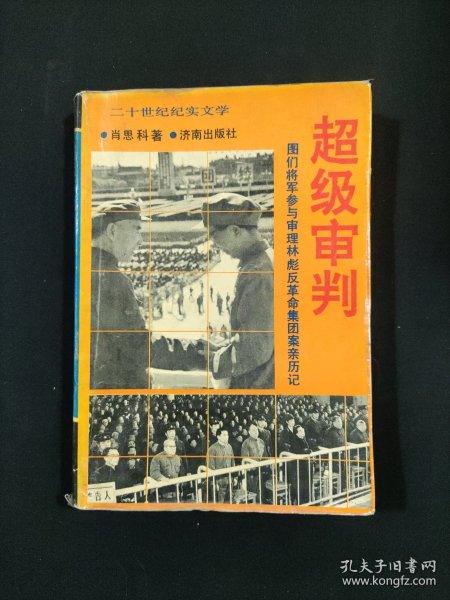 二十世纪纪实文学
●肖思科著 ●济南出版社
超级审判
图们将军参与审理林彪反革命集团案亲历记
告人
孔夫子旧书网
www.kongfz.com